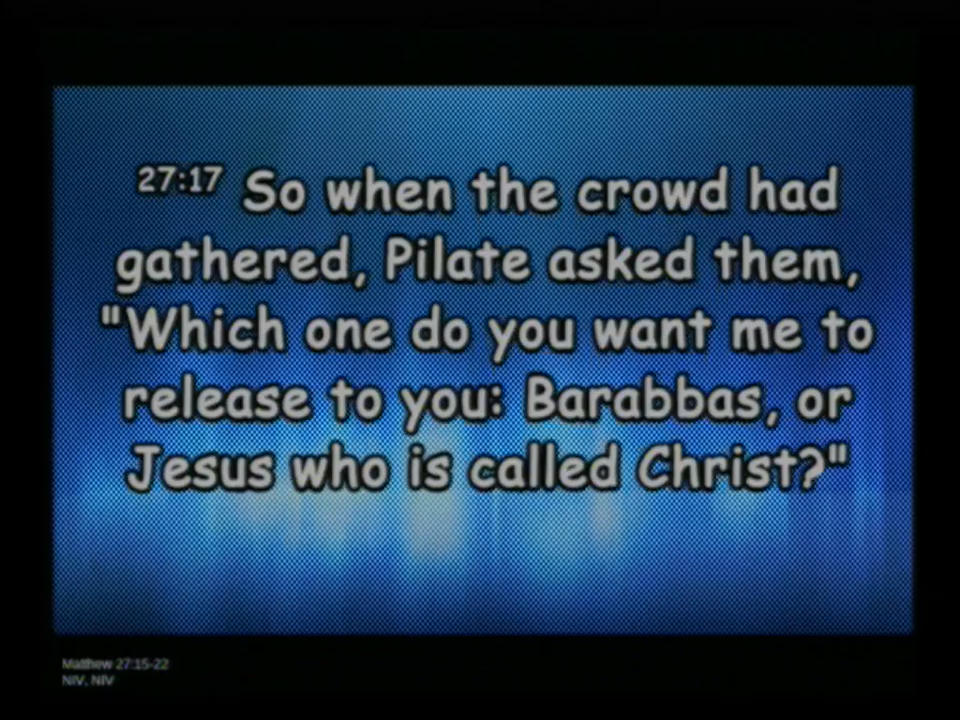 27:17 So when the crowd had
gathered, Pilate asked them,
"Which one do you want me to
release to you: Barabbas, or
Jesus who is called Christ?"
Matthew 27:15-22
NIV, NIV